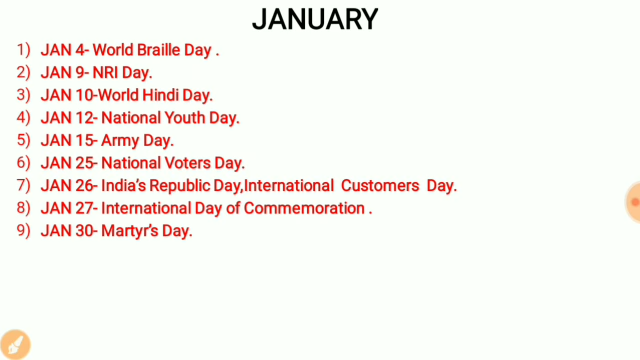 JANUARY
1) JAN 4- World Braille Day .
2) JAN 9- NRI Day.
3) JAN 10-World Hindi Day.
4) JAN 12- National Youth Day.
5) JAN 15- Army Day.
6) JAN 25- National Voters Day.
7) JAN 26- India's Republic Day,International Customers Day.
8) JAN 27- International Day of Commemoration .
9) JAN 30- Martyr's Day.